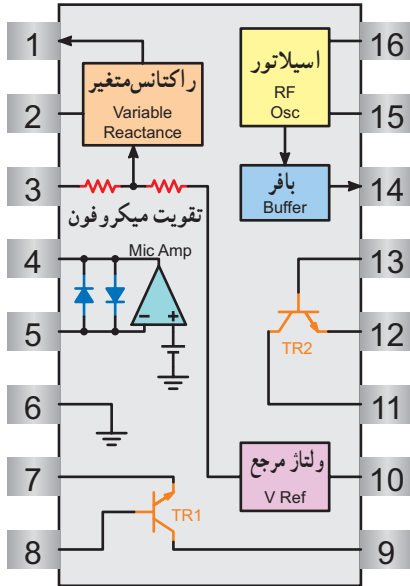 1
16
راکتانس متغیر
Variable
Reactance
اسیلاتور
RF
Osc
2
15
3
بافر
Buffer
14
تقویت میکروفون
Mic Amp
4
13
5
12
TR2
6
11
7
ولتاژ مرجع
V Ref
10
TR1
8
9